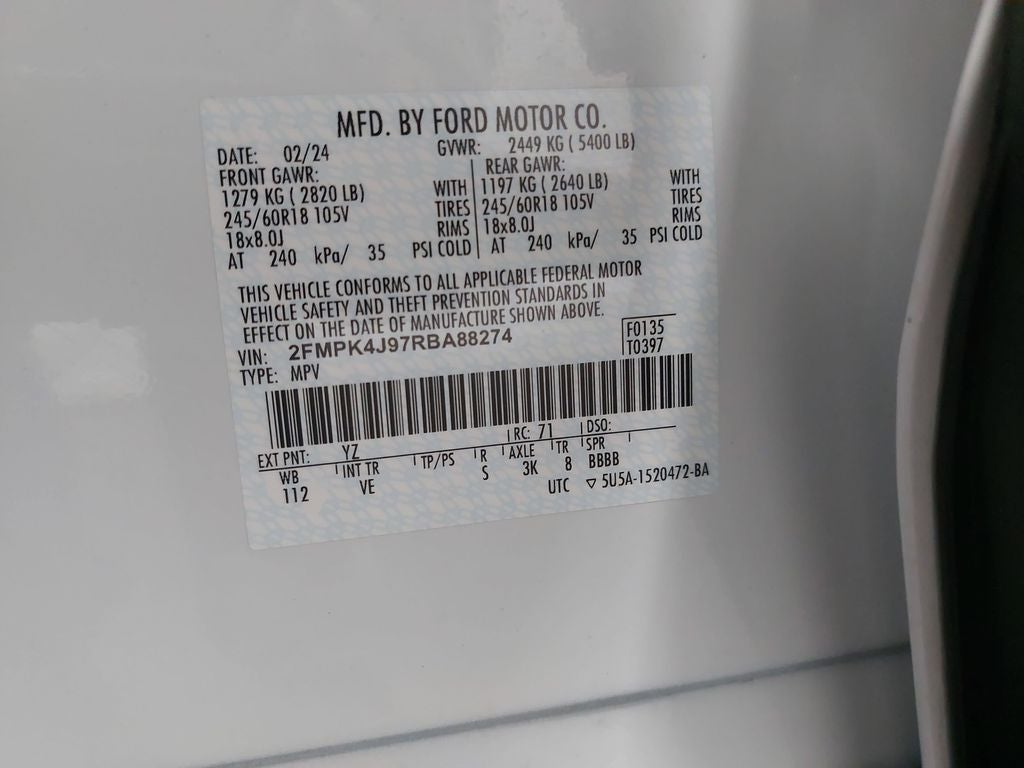 MFD. BY FORD MOTOR CO.
DATE: 02/24 GVWR: 2449 KG ( 5400 LB)
FRONT GAWR: REAR GAWR:
1279 KG ( 2820 LB) WITH 1197 KG ( 2640 LB) WITH
245/60R18 105V TIRES 245/60R18 105V TIRES
18x8.0J RIMS 18x8.0J RIMS
AT 240 kPa/ 35 PSI COLD AT 240 kPa/ 35 PSI COLD
THIS VEHICLE CONFORMS TO ALL APPLICABLE FEDERAL MOTOR
VEHICLE SAFETY AND THEFT PREVENTION STANDARDS IN
EFFECT ON THE DATE OF MANUFACTURE SHOWN ABOVE.
VIN: 2FMPK4J97RBA88274 F0135
TYPE: MPV T0397
EXT PNT: YZ RC: 71 DSO:
WB INT TR TP/PS R AXLE TR SPR
112 VE S 3K 8 BBBB
UTC ▽ 5U5A-1520472-BA